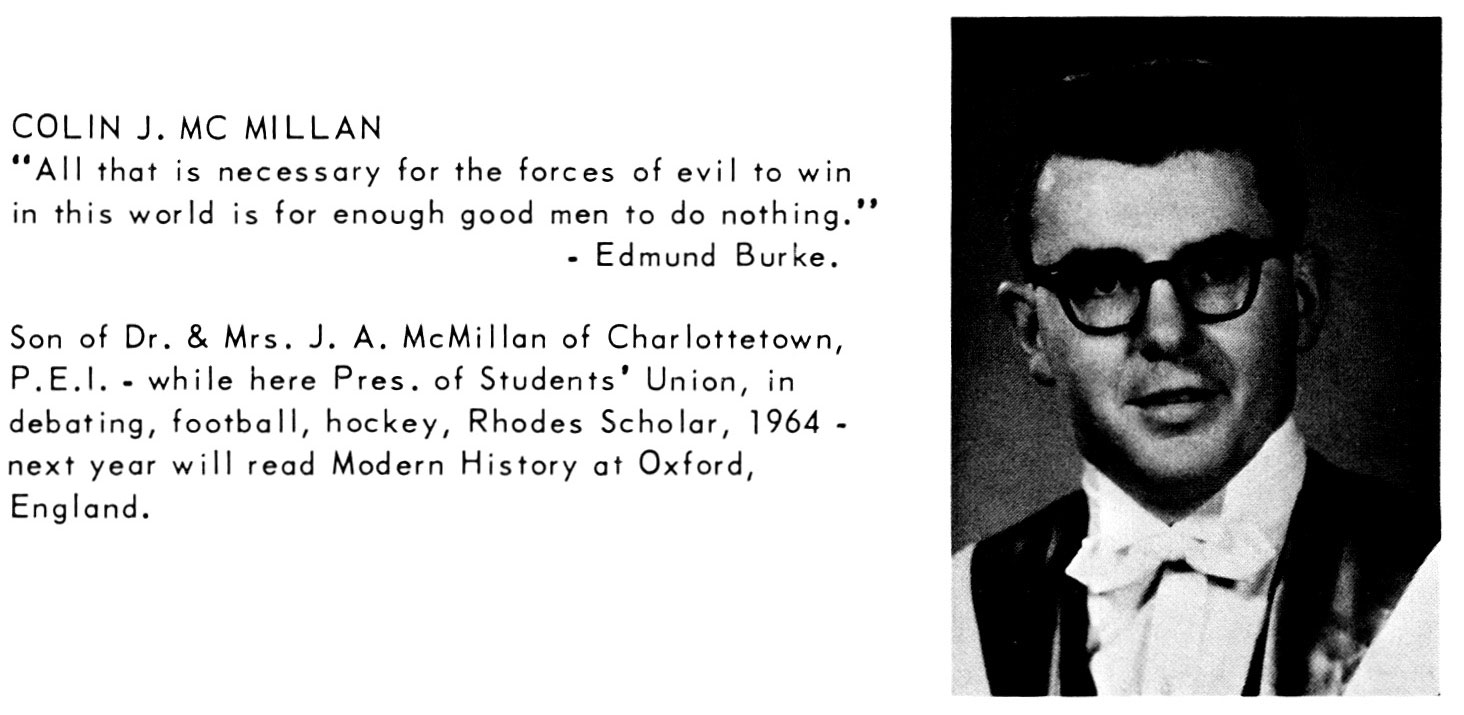 COLIN J. MC MILLAN
“All that is necessary for the forces of evil to win
in this world is for enough good men to do nothing.”
- Edmund Burke.
Son of Dr. & Mrs. J. A. McMillan of Charlottetown,
P.E.I. - while here Pres. of Students' Union, in
debating, football, hockey, Rhodes Scholar, 1964 -
next year will read Modern History at Oxford,
England.